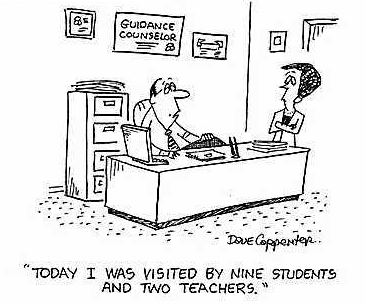 GUIDANCE
COUNSELOR
Dave Carpenter..
"TODAY I WAS VISITED BY NINE STUDENTS
AND TWO TEACHERS."